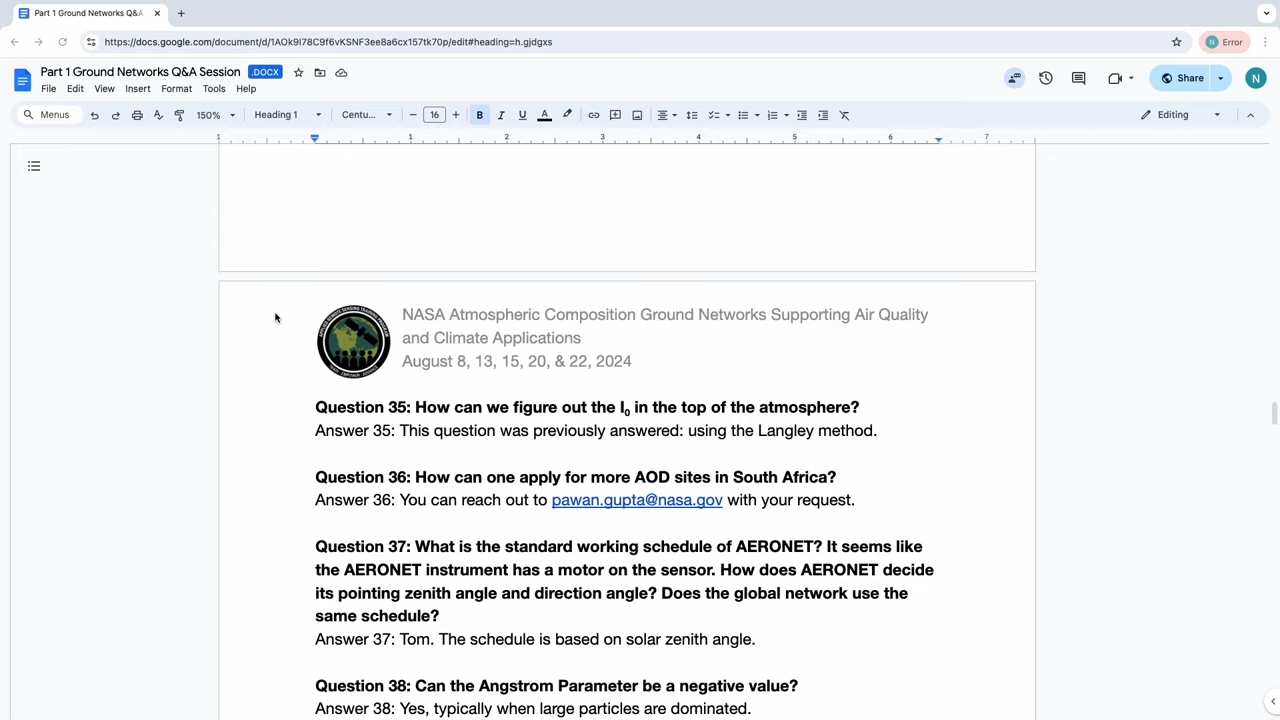 Part 1 Ground Networks Q&A
https://docs.google.com/document/d/1AOk9I78C9f6vKSNF3ee8a6cx157tk70p/edit#heading=h.gjdgxs
N Error
Part 1 Ground Networks Q&A Session .DOCX
Share
N
File Edit View Insert Format Tools Help
Menus 150% Heading 1 Centu... 16 B I U A Editing
1 1 2 3 4 5 6 7
NASA Atmospheric Composition Ground Networks Supporting Air Quality
and Climate Applications
August 8, 13, 15, 20, & 22, 2024
Question 35: How can we figure out the I₀ in the top of the atmosphere?
Answer 35: This question was previously answered: using the Langley method.
Question 36: How can one apply for more AOD sites in South Africa?
Answer 36: You can reach out to pawan.gupta@nasa.gov with your request.
Question 37: What is the standard working schedule of AERONET? It seems like
the AERONET instrument has a motor on the sensor. How does AERONET decide
its pointing zenith angle and direction angle? Does the global network use the
same schedule?
Answer 37: Tom. The schedule is based on solar zenith angle.
Question 38: Can the Angstrom Parameter be a negative value?
Answer 38: Yes, typically when large particles are dominated.